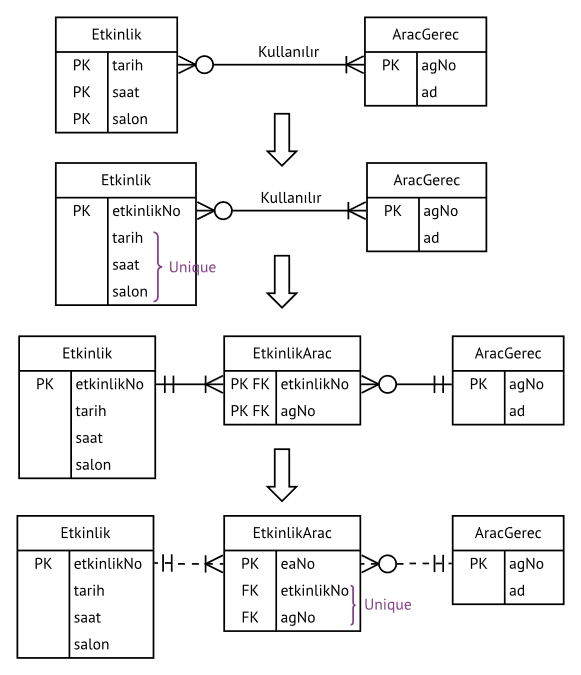 Etkinlik
PK tarih
PK saat
PK salon
Kullanılır
AracGerec
PK agNo
ad
Etkinlik
PK etkinlikNo
tarih
saat
salon
Unique
Kullanılır
AracGerec
PK agNo
ad
Etkinlik
PK etkinlikNo
tarih
saat
salon
EtkinlikArac
PK FK etkinlikNo
PK FK agNo
AracGerec
PK agNo
ad
Etkinlik
PK etkinlikNo
tarih
saat
salon
EtkinlikArac
PK eaNo
FK etkinlikNo
FK agNo
Unique
AracGerec
PK agNo
ad